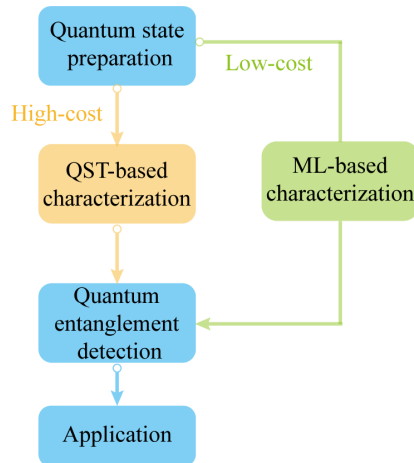 Quantum state
preparation
Low-cost
High-cost
QST-based
characterization
ML-based
characterization
Quantum
entanglement
detection
Application